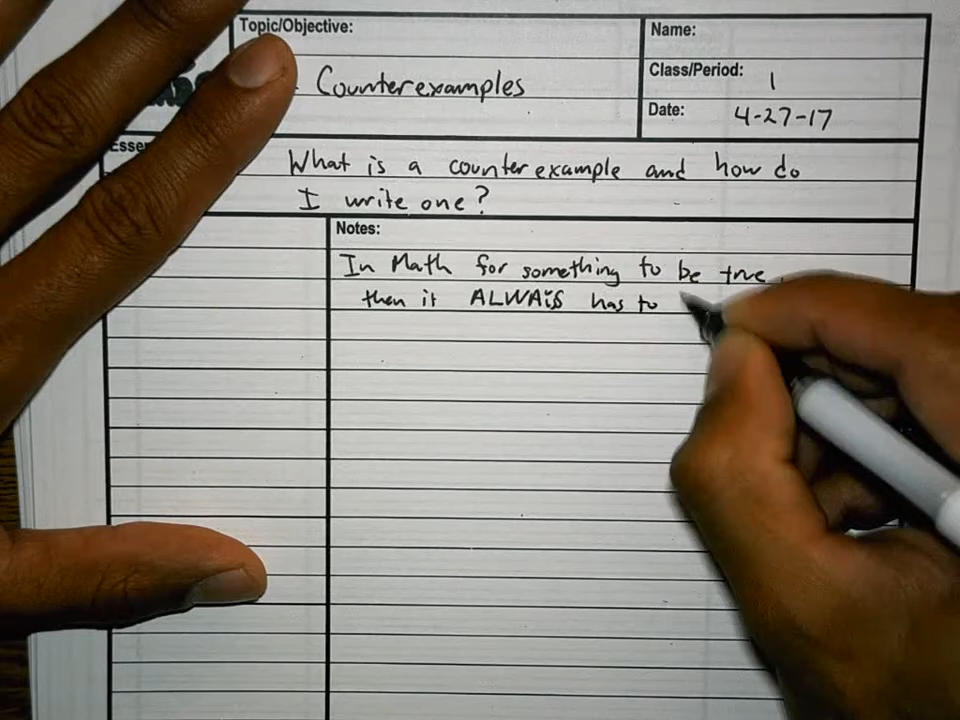 Topic/Objective:
Counterexamples
Name:
Class/Period: 1
Date: 4-27-17
Esse
What is a counterexample and how do
I write one?
Notes:
In Math for something to be true,
then it ALWAiS has to